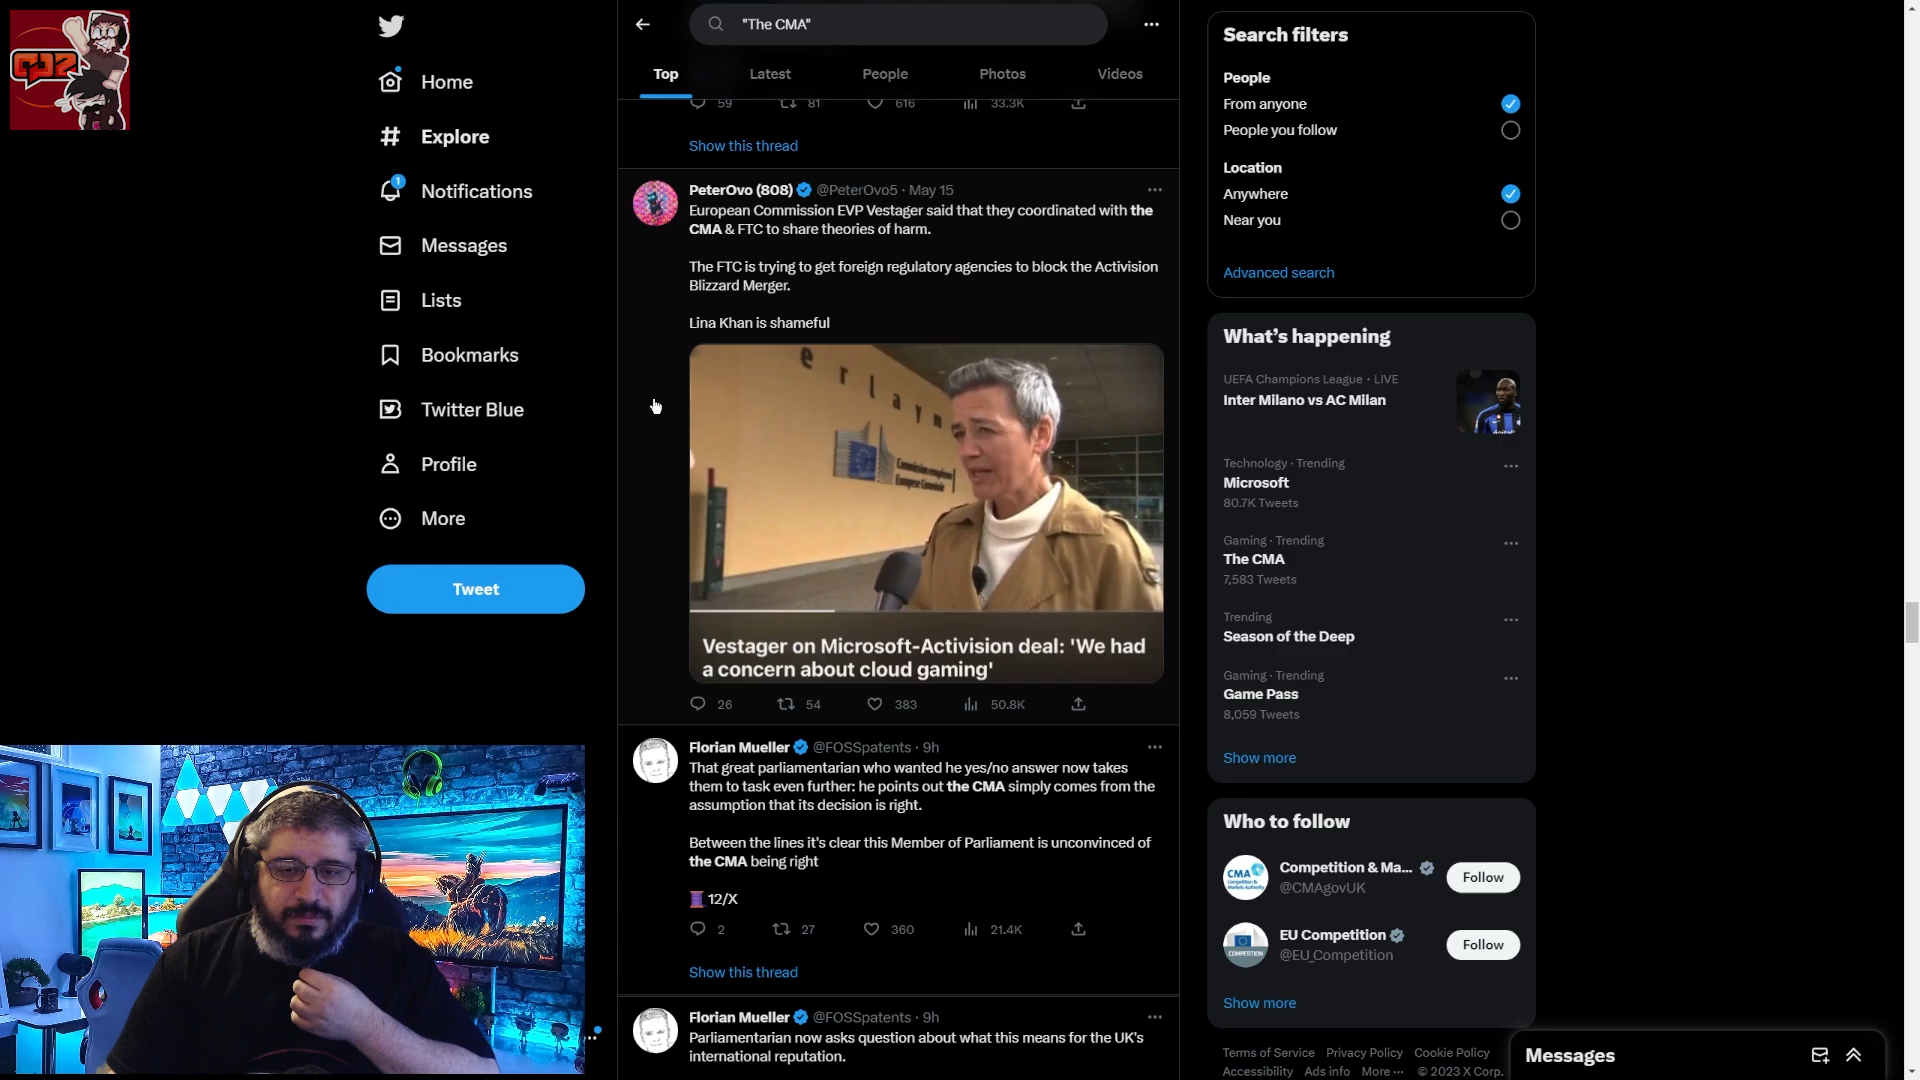 "The CMA"
Top
Latest
People
Photos
Videos
Home
Explore
1
Notifications
Messages
Lists
Bookmarks
Twitter Blue
Profile
More
Tweet
59
81
616
33.3K
Show this thread
PeterOvo (808) @PeterOvo5 · May 15
European Commission EVP Vestager said that they coordinated with the
CMA & FTC to share theories of harm.
The FTC is trying to get foreign regulatory agencies to block the Activision
Blizzard Merger.
Lina Khan is shameful
erlaym
Commission européenne
Europese Commissie
Vestager on Microsoft-Activision deal: 'We had
a concern about cloud gaming'
26
54
383
50.8K
Florian Mueller @FOSSpatents · 9h
That great parliamentarian who wanted he yes/no answer now takes
them to task even further: he points out the CMA simply comes from the
assumption that its decision is right.
Between the lines it's clear this Member of Parliament is unconvinced of
the CMA being right
12/X
2
27
360
21.4K
Show this thread
Florian Mueller @FOSSpatents · 9h
Parliamentarian now asks question about what this means for the UK's
international reputation.
Search filters
People
From anyone
People you follow
Location
Anywhere
Near you
Advanced search
What's happening
UEFA Champions League · LIVE
Inter Milano vs AC Milan
Technology · Trending
Microsoft
80.7K Tweets
Gaming · Trending
The CMA
7,583 Tweets
Trending
Season of the Deep
Gaming · Trending
Game Pass
8,059 Tweets
Show more
Who to follow
CMA
Competition & Ma...
@CMAgovUK
Follow
EU Competition
@EU_Competition
Follow
Show more
Terms of Service Privacy Policy Cookie Policy
Accessibility Ads info More ··· © 2023 X Corp.
Messages